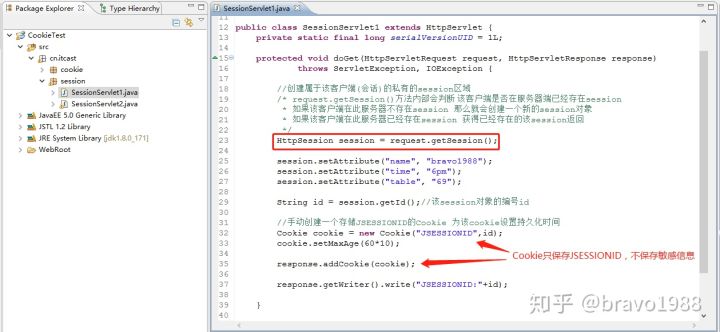 Package Explorer
Type Hierarchy
CookieTest
src
cnitcast
cookie
session
SessionServlet1.java
SessionServlet2.java
JavaEE 5.0 Generic Library
JSTL 1.2 Library
JRE System Library [jdk1.8.0_171]
WebRoot
SessionServlet1.java
11
12 public class SessionServlet1 extends HttpServlet {
13 private static final long serialVersionUID = 1L;
14
15 protected void doGet(HttpServletRequest request, HttpServletResponse response)
16 throws ServletException, IOException {
17
18 //创建属于该客户端(会话)的私有的session区域
19 /* request.getSession()方法内部会判断 该客户端是否在服务器端已经存在session
20 * 如果该客户端在此服务器不存在session 那么就会创建一个新的session对象
21 * 如果该客户端在此服务器已经存在session 获得已经存在的该session返回
22 */
23 HttpSession session = request.getSession();
24
25 session.setAttribute("name", "bravo1988");
26 session.setAttribute("time", "6pm");
27 session.setAttribute("table", "69");
28
29 String id = session.getId();//该session对象的编号id
30
31 //手动创建一个存储JSESSIONID的Cookie 为该cookie设置持久化时间
32 Cookie cookie = new Cookie("JSESSIONID",id);
33 cookie.setMaxAge(60*10);
Cookie只保存JSESSIONID，不保存敏感信息
34
35 response.addCookie(cookie);
36
37 response.getWriter().write("JSESSIONID:"+id);
38
39 }
知乎 @bravo1988